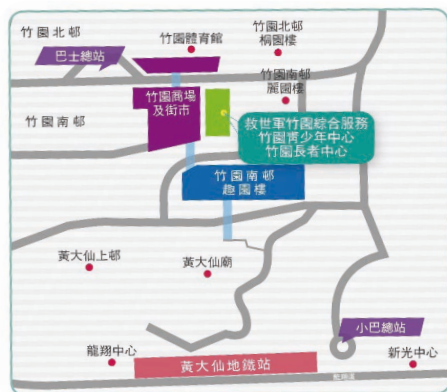 竹園北邨
巴士總站
竹園體育館
竹園北邨
桐園樓
竹園南邨
麗園樓
竹園商場
及街市
竹園南邨
救世軍竹園綜合服務
竹園青少年中心
竹園長者中心
竹園南邨
趣園樓
黃大仙上邨
黃大仙廟
小巴總站
龍翔中心
黃大仙地鐵站
新光中心